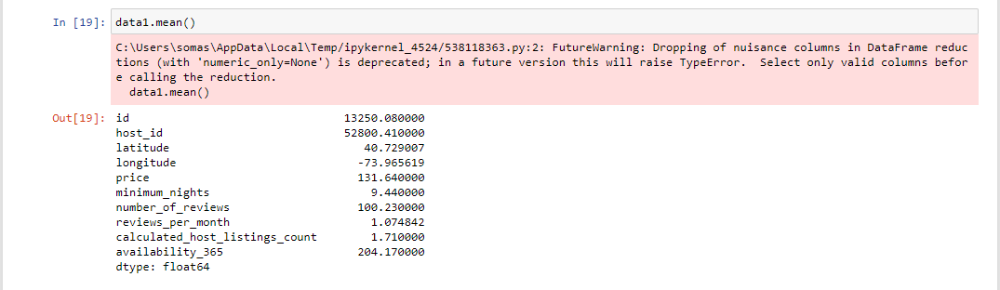 In [19]: data1.mean()
C:\Users\somas\AppData\Local\Temp/ipykernel_4524/538118363.py:2: FutureWarning: Dropping of nuisance columns in DataFrame reduc
tions (with 'numeric_only=None') is deprecated; in a future version this will raise TypeError.  Select only valid columns befor
e calling the reduction.
  data1.mean()
Out[19]: id                                13250.080000
host_id                           52800.410000
latitude                             40.729007
longitude                           -73.965619
price                               131.640000
minimum_nights                        9.440000
number_of_reviews                   100.230000
reviews_per_month                     1.074842
calculated_host_listings_count        1.710000
availability_365                    204.170000
dtype: float64